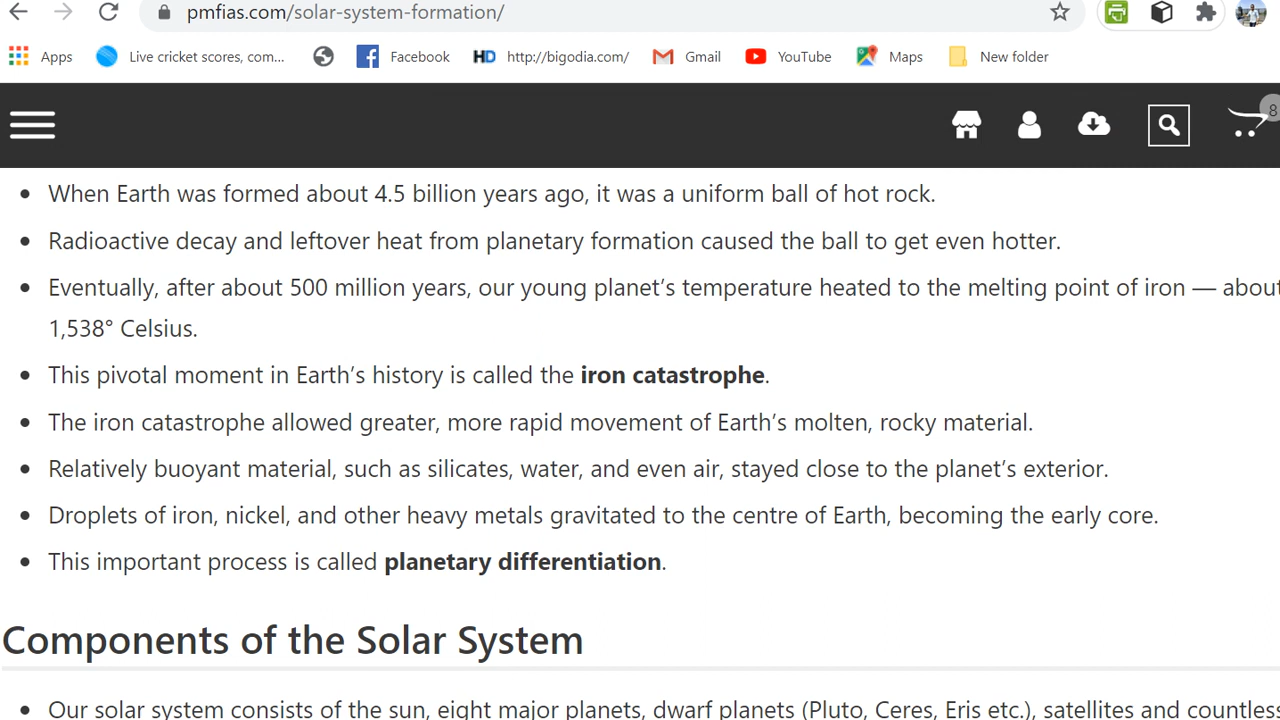 pmfias.com/solar-system-formation/
Apps Live cricket scores, com... Facebook HD http://bigodia.com/ Gmail YouTube Maps New folder
8
• When Earth was formed about 4.5 billion years ago, it was a uniform ball of hot rock.
• Radioactive decay and leftover heat from planetary formation caused the ball to get even hotter.
• Eventually, after about 500 million years, our young planet’s temperature heated to the melting point of iron — about
1,538° Celsius.
• This pivotal moment in Earth’s history is called the iron catastrophe.
• The iron catastrophe allowed greater, more rapid movement of Earth’s molten, rocky material.
• Relatively buoyant material, such as silicates, water, and even air, stayed close to the planet’s exterior.
• Droplets of iron, nickel, and other heavy metals gravitated to the centre of Earth, becoming the early core.
• This important process is called planetary differentiation.
Components of the Solar System
• Our solar system consists of the sun, eight major planets, dwarf planets (Pluto, Ceres, Eris etc.), satellites and countless